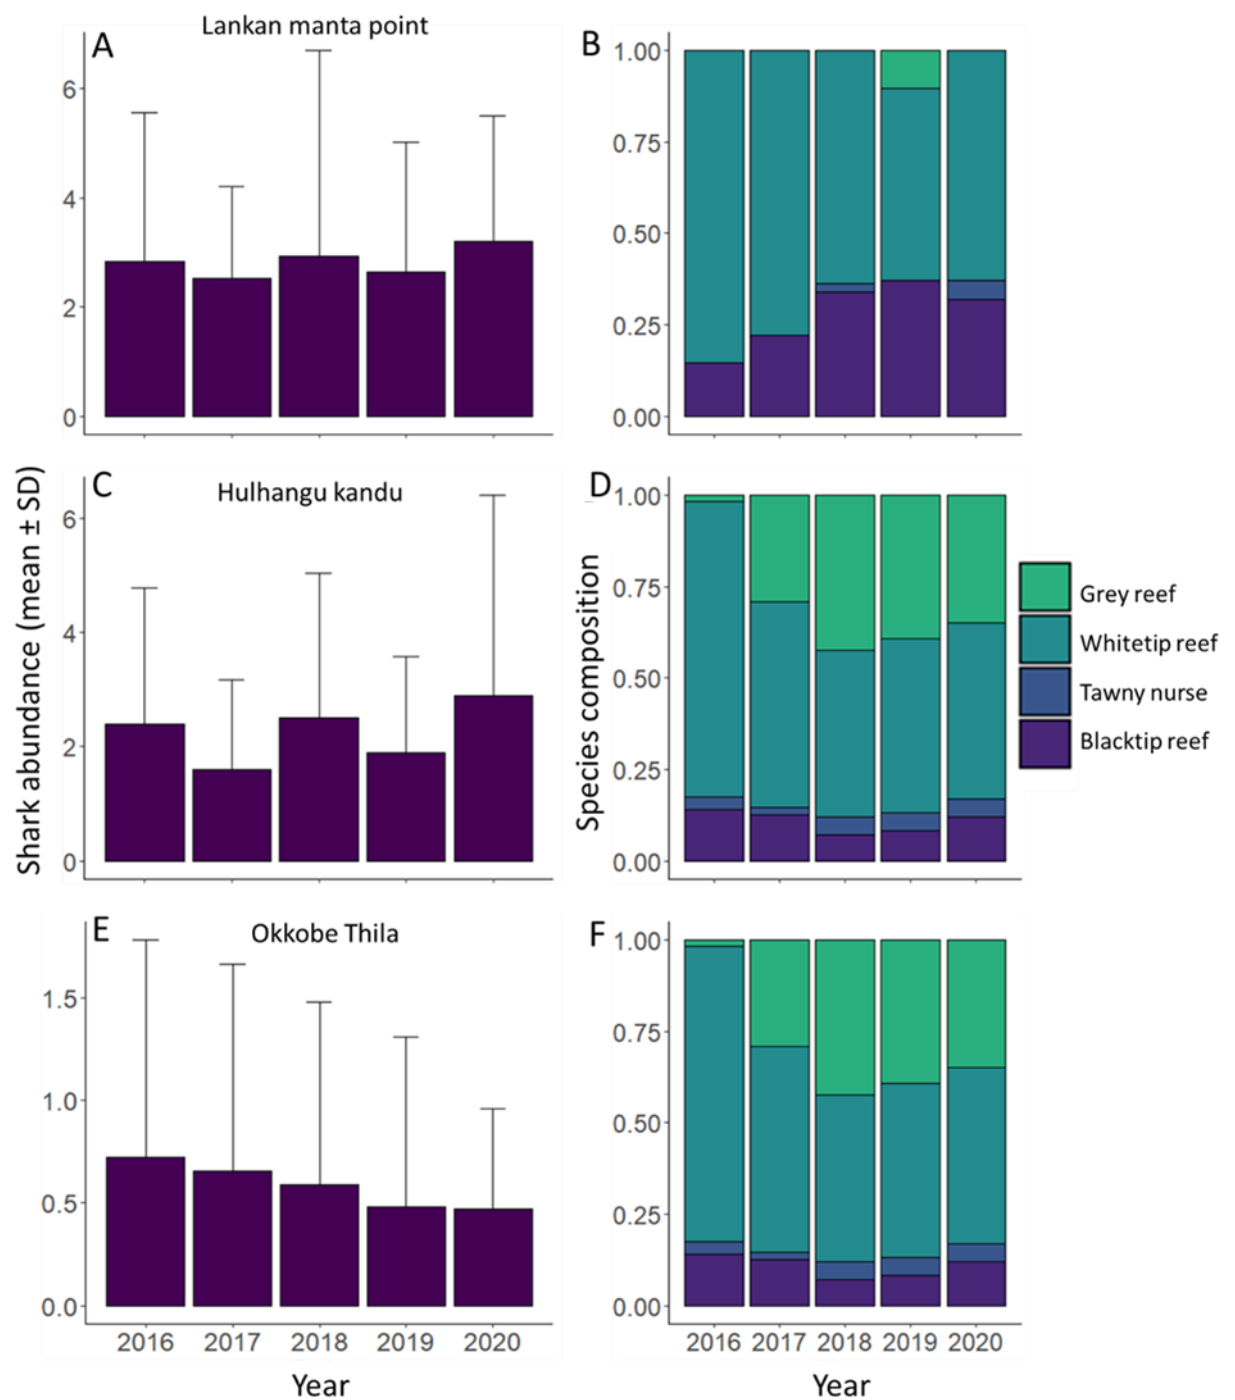 Lankan manta point
A
6
4
2
0
B
1.00
0.75
0.50
0.25
0.00
C
Hulhangu kandu
6
4
2
0
D
1.00
0.75
0.50
0.25
0.00
Shark abundance (mean ± SD)
Species composition
Grey reef
Whitetip reef
Tawny nurse
Blacktip reef
E
Okkobe Thila
1.5
1.0
0.5
0.0
2016 2017 2018 2019 2020
Year
F
1.00
0.75
0.50
0.25
0.00
2016 2017 2018 2019 2020
Year